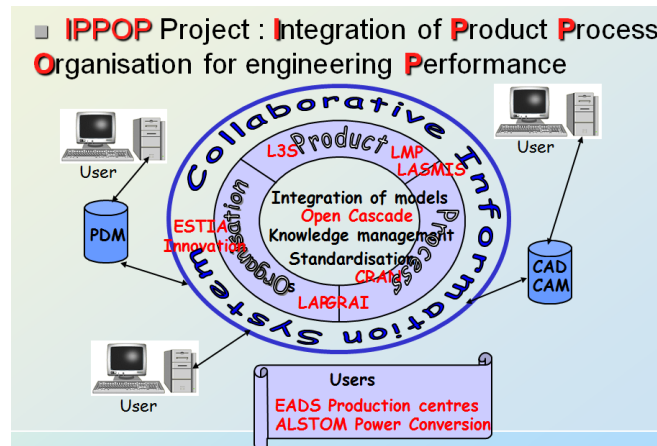 IPPOP Project : Integration of Product Process
Organisation for engineering Performance
Collaborative Information System
User
User
Product
L3S
LMP
LASMIS
Process
Organisation
Integration of models
Open Cascade
Knowledge management
Standardisation
ESTIA
Innovation
CRAN
LAPS
GRAI
PDM
CAD
CAM
User
Users
EADS Production centres
ALSTOM Power Conversion